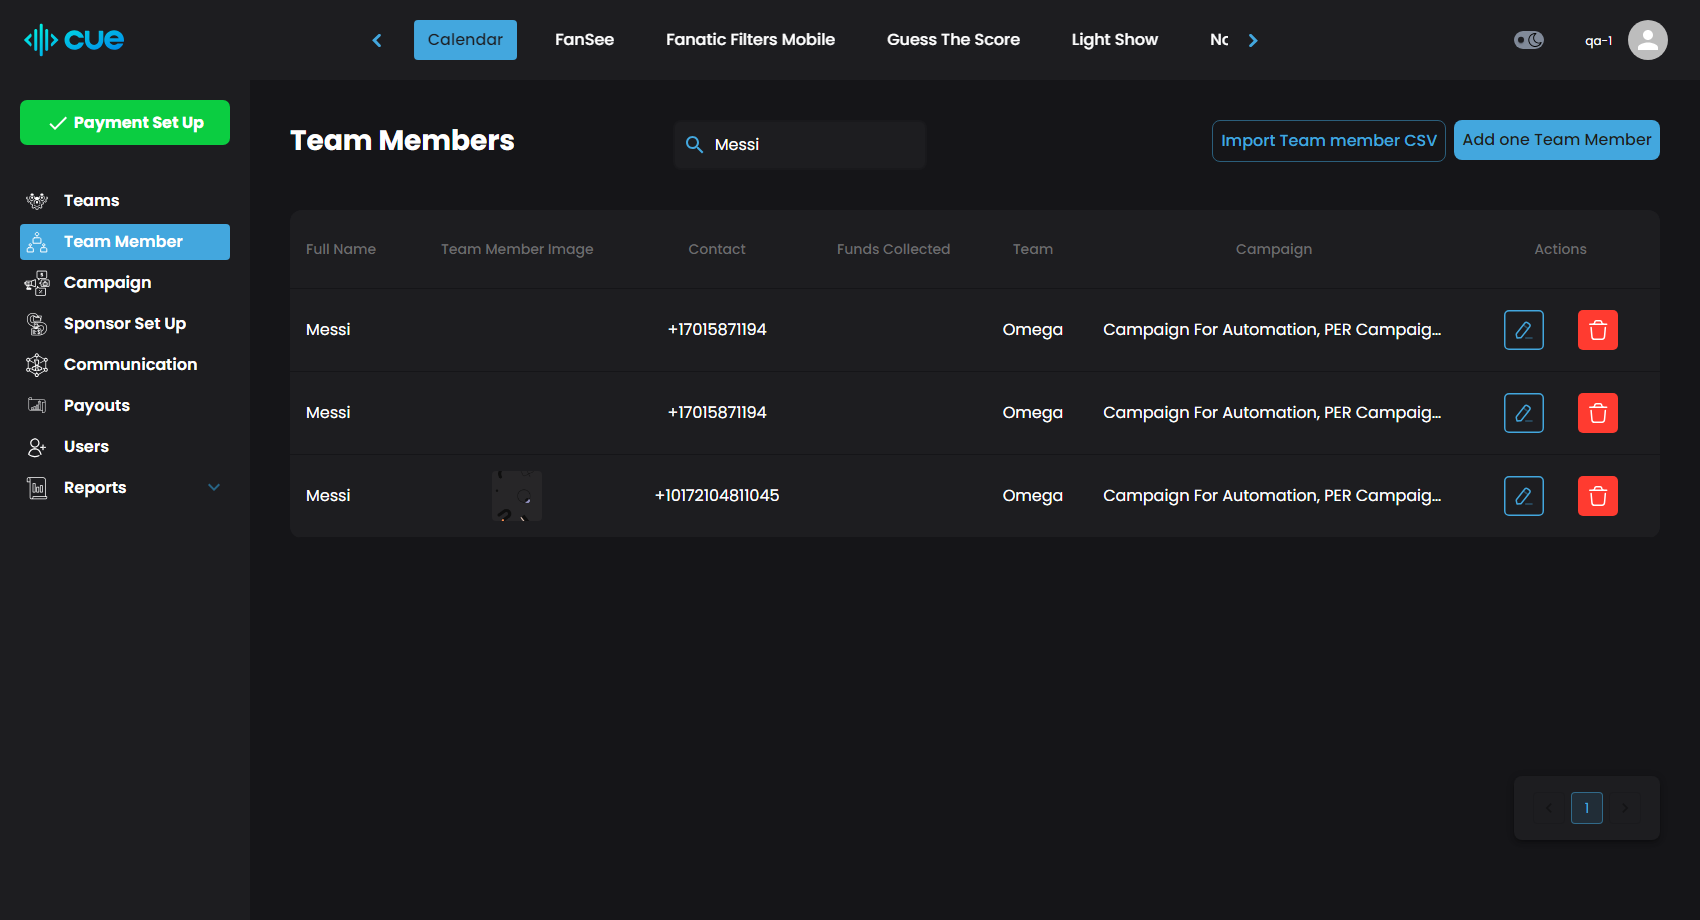 cue
Calendar
FanSee
Fanatic Filters Mobile
Guess The Score
Light Show
qa-1
Payment Set Up
Teams
Team Member
Campaign
Sponsor Set Up
Communication
Payouts
Users
Reports
Team Members
Messi
Import Team member CSV
Add one Team Member
Full Name Team Member Image Contact Funds Collected Team Campaign Actions
Messi +17015871194 Omega Campaign For Automation, PER Campaig...
Messi +17015871194 Omega Campaign For Automation, PER Campaig...
Messi +10172104811045 Omega Campaign For Automation, PER Campaig...
1